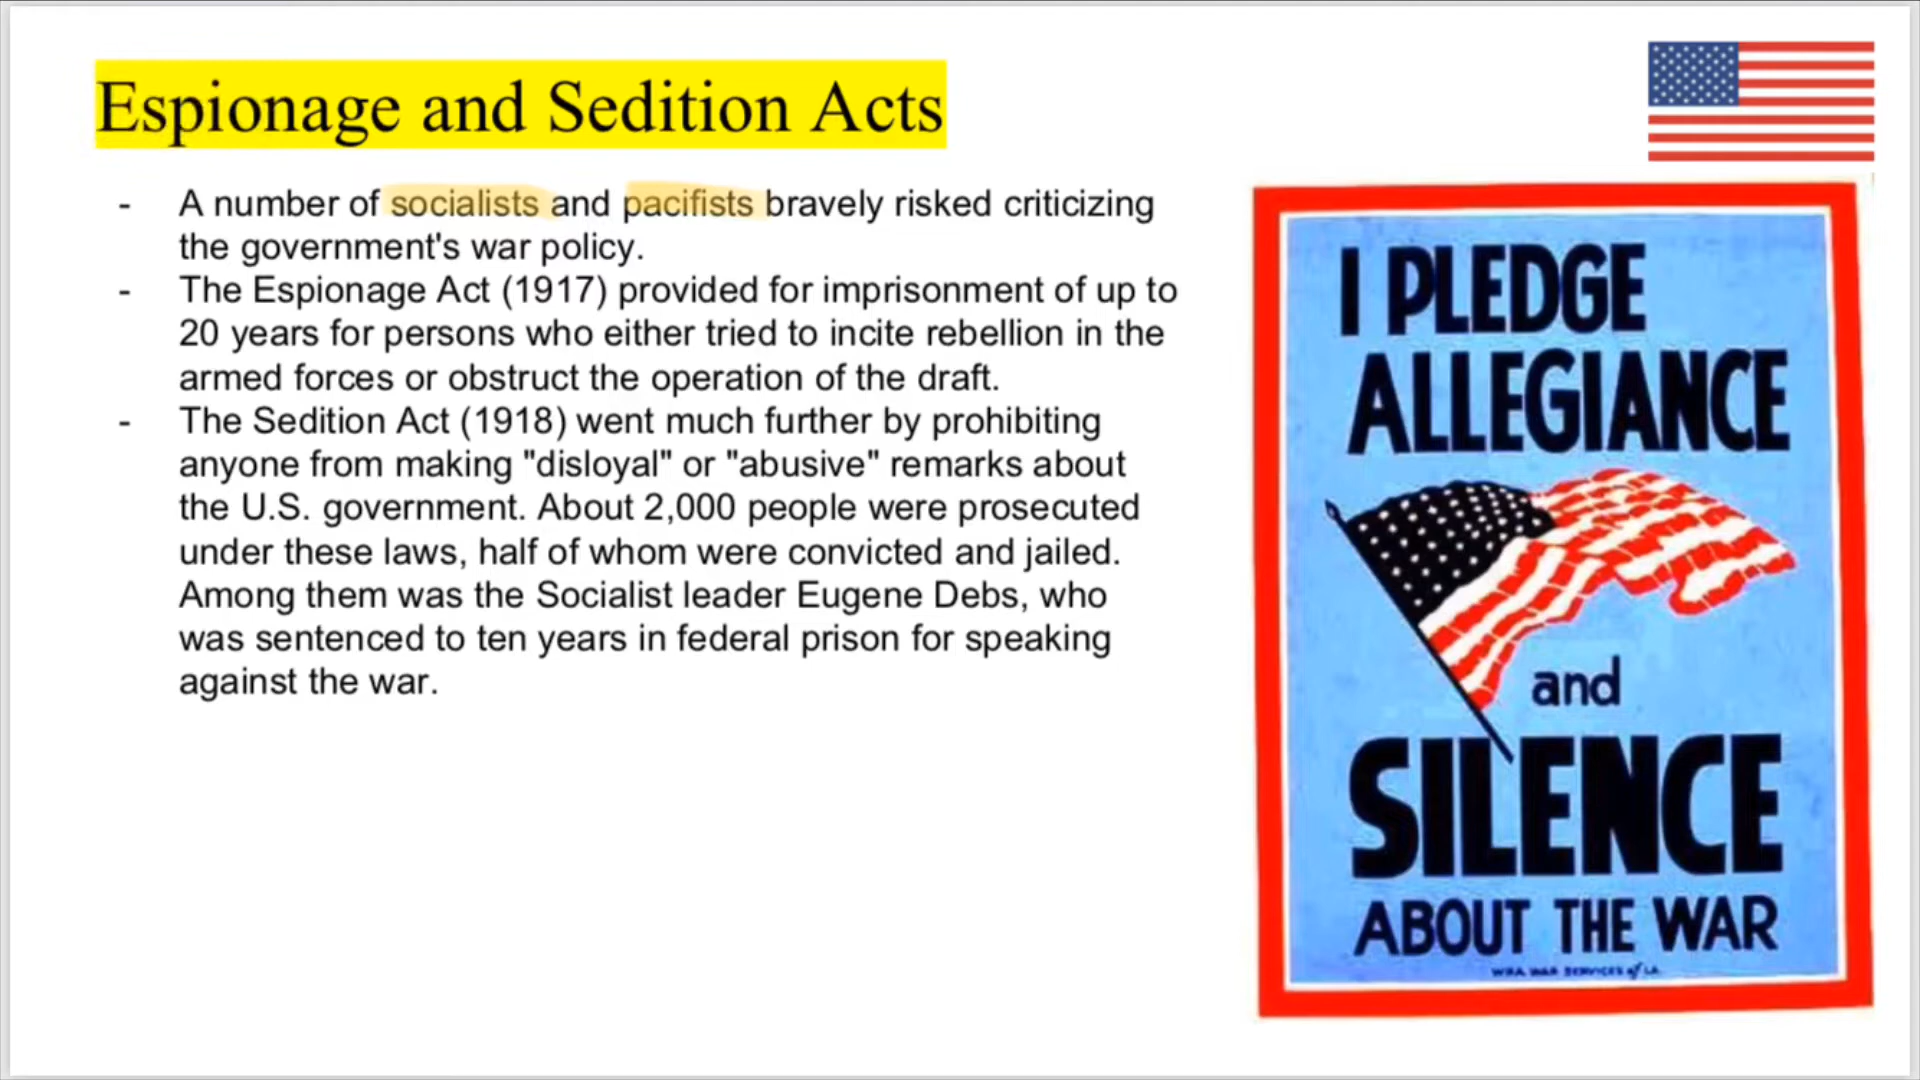 Espionage and Sedition Acts
- A number of socialists and pacifists bravely risked criticizing
the government's war policy.
- The Espionage Act (1917) provided for imprisonment of up to
20 years for persons who either tried to incite rebellion in the
armed forces or obstruct the operation of the draft.
- The Sedition Act (1918) went much further by prohibiting
anyone from making "disloyal" or "abusive" remarks about
the U.S. government. About 2,000 people were prosecuted
under these laws, half of whom were convicted and jailed.
Among them was the Socialist leader Eugene Debs, who
was sentenced to ten years in federal prison for speaking
against the war.
I PLEDGE
ALLEGIANCE
and
SILENCE
ABOUT THE WAR
WPA WAR SERVICES of LA.